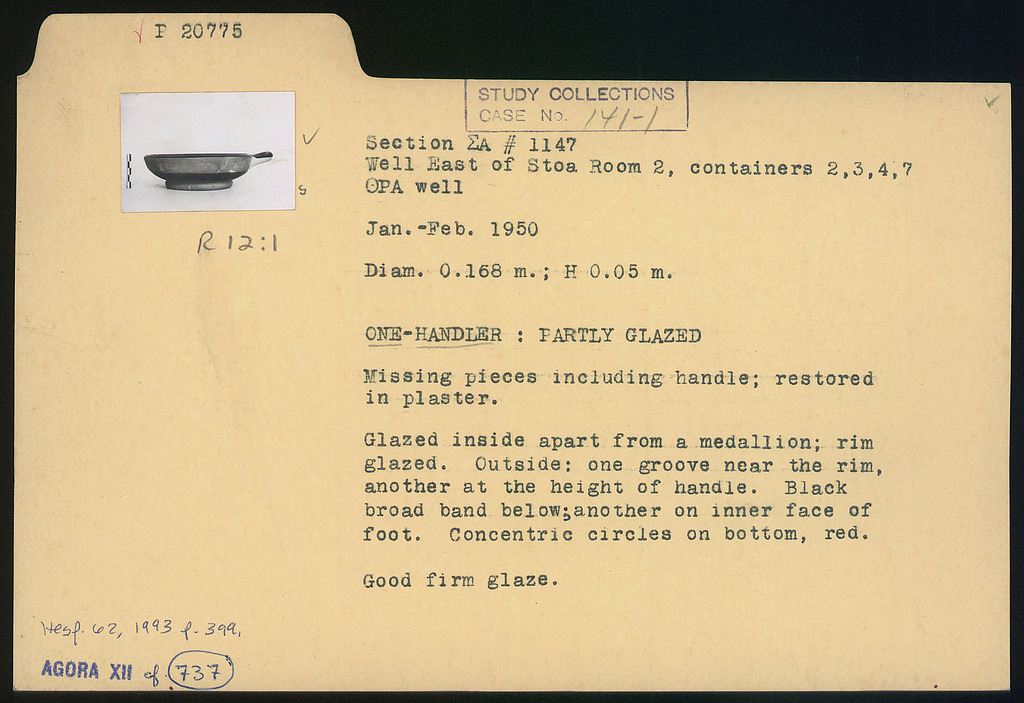 √ P 20775
STUDY COLLECTIONS
CASE No. 141-1
Section ΣA # 1147
Well East of Stoa Room 2, containers 2,3,4,7
OPA well
Jan.-Feb. 1950
Diam. 0.168 m.; H 0.05 m.
ONE-HANDLER : PARTLY GLAZED
Missing pieces including handle; restored
in plaster.
Glazed inside apart from a medallion; rim
glazed. Outside: one groove near the rim,
another at the height of handle. Black
broad band below;another on inner face of
foot. Concentric circles on bottom, red.
Good firm glaze.
s
R 12:1
Hesp. 62, 1993 p. 399,
AGORA XII cf. 737